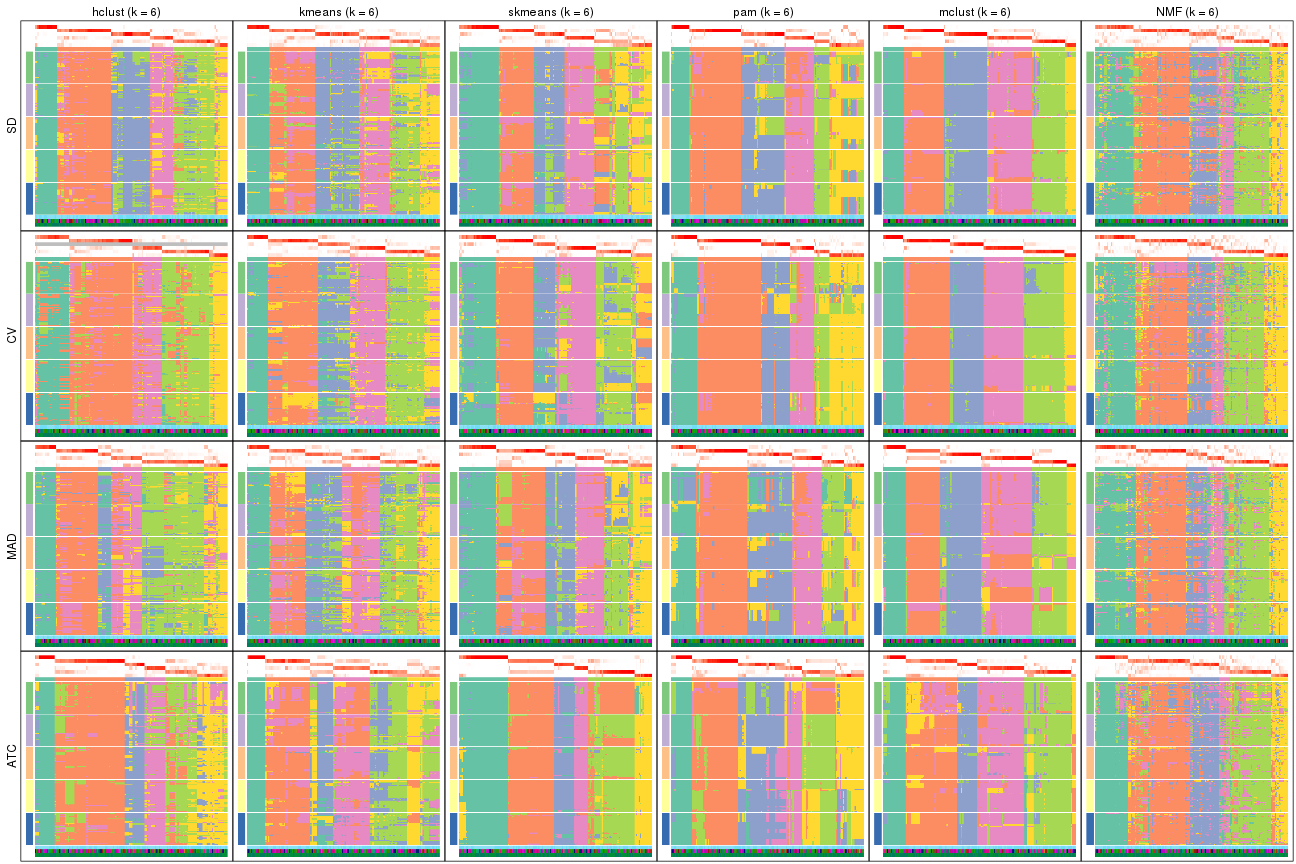 hclust (k = 6) kmeans (k = 6) skmeans (k = 6) pam (k = 6) mclust (k = 6) NMF (k = 6)
SD
CV
MAD
ATC